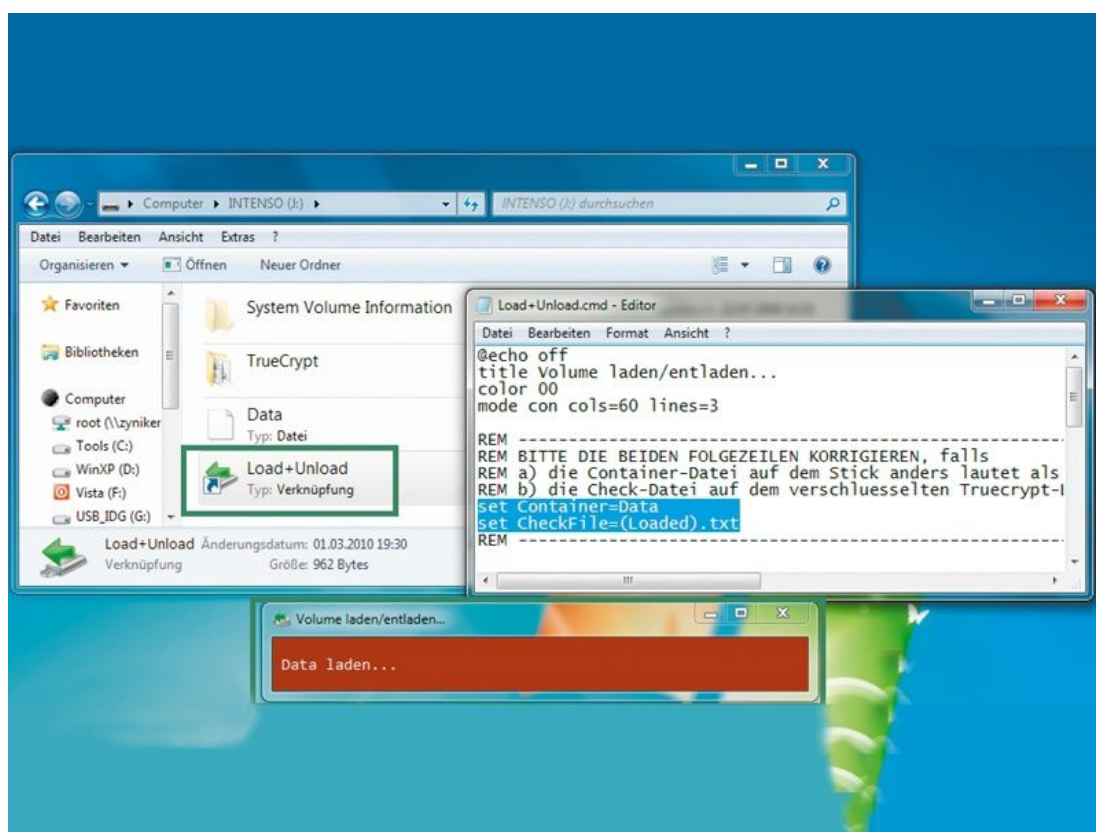 Computer ▸ INTENSO (J:) ▸
INTENSO (J:) durchsuchen
Datei Bearbeiten Ansicht Extras ?
Organisieren Öffnen Neuer Ordner
Favoriten
Bibliotheken
Computer
root (\\zyniker
Tools (C:)
WinXP (D:)
Vista (F:)
USB_IDG (G:)
System Volume Information
TrueCrypt
Data
Typ: Datei
Load+Unload
Typ: Verknüpfung
Load+Unload Änderungsdatum: 01.03.2010 19:30
Verknüpfung Größe: 962 Bytes
Load+Unload.cmd - Editor
Datei Bearbeiten Format Ansicht ?
@echo off
title Volume laden/entladen...
color 00
mode con cols=60 lines=3
REM ------------------------------------------------------------
REM BITTE DIE BEIDEN FOLGEZEILEN KORRIGIEREN, falls
REM a) die Container-Datei auf dem Stick anders lautet als
REM b) die Check-Datei auf dem verschluesselten Truecrypt-
set Container=Data
set CheckFile=(Loaded).txt
REM ------------------------------------------------------------
Volume laden/entladen...
Data laden...